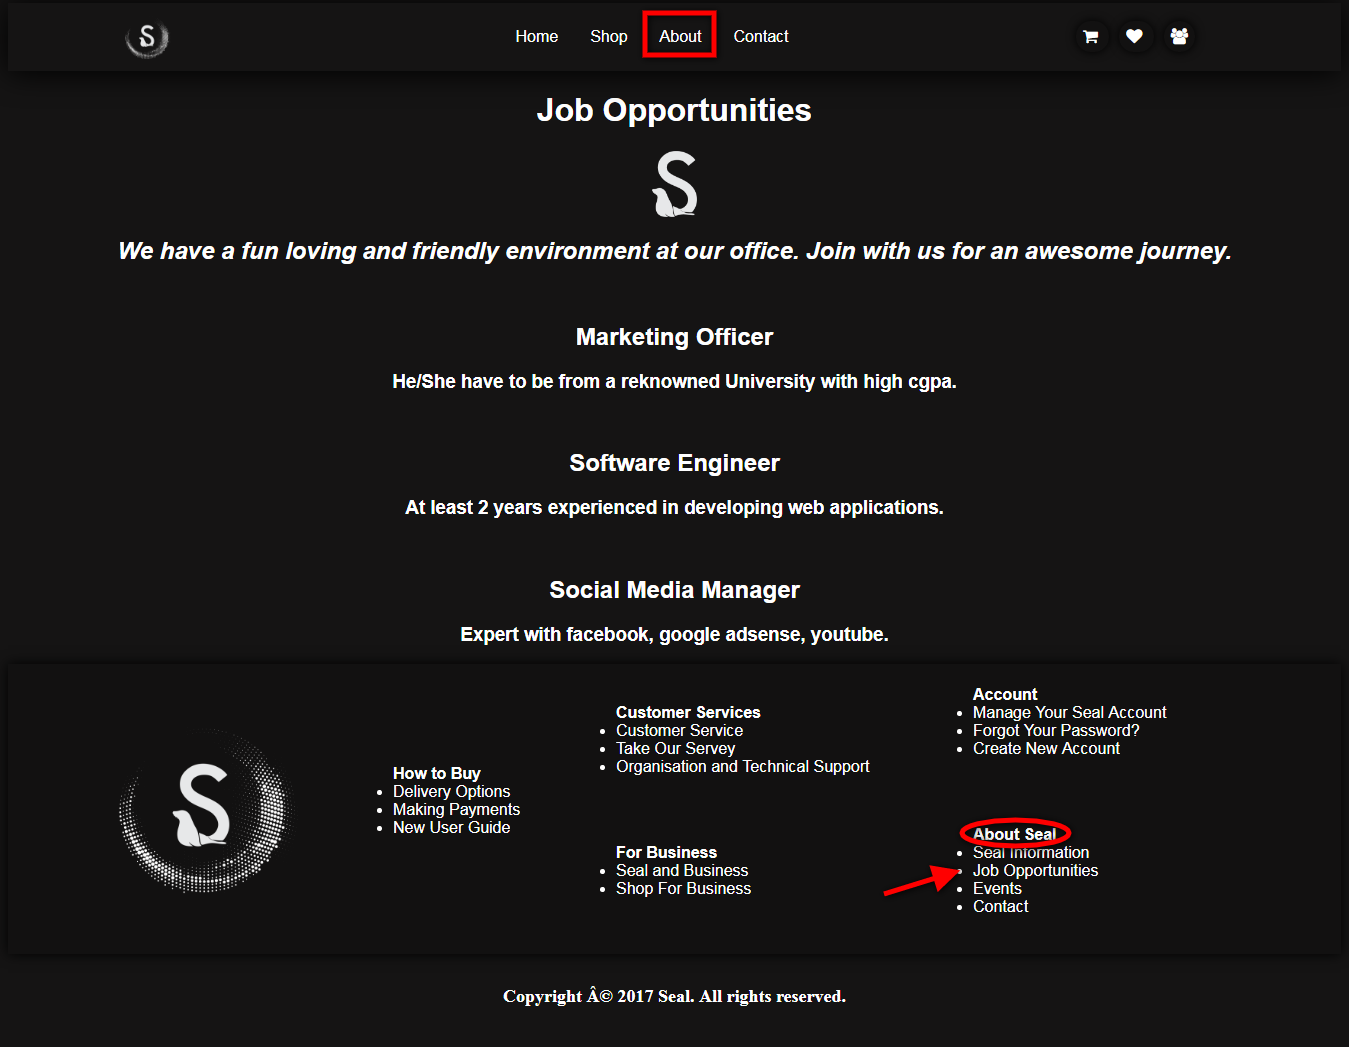 S
Home
Shop
About
Contact
Job Opportunities
S
We have a fun loving and friendly environment at our office. Join with us for an awesome journey.
Marketing Officer
He/She have to be from a reknowned University with high cgpa.
Software Engineer
At least 2 years experienced in developing web applications.
Social Media Manager
Expert with facebook, google adsense, youtube.
S
How to Buy
Delivery Options
Making Payments
New User Guide
Customer Services
Customer Service
Take Our Servey
Organisation and Technical Support
For Business
Seal and Business
Shop For Business
Account
Manage Your Seal Account
Forgot Your Password?
Create New Account
About Seal
Seal Information
Job Opportunities
Events
Contact
Copyright Â© 2017 Seal. All rights reserved.